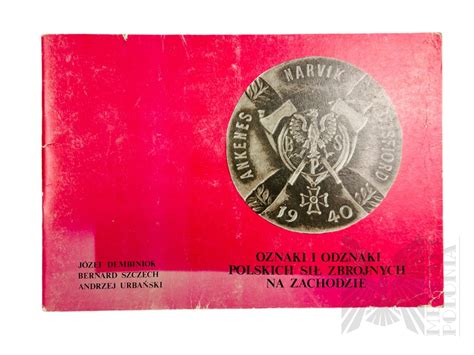 ANKENES NARVIK
1940
JÓZEF DEMBINIOK
BERNARD SZCZECH
ANDRZEJ URBAŃSKI
OZNAKI I ODZNAKI
POLSKICH SIŁ ZBROJNYCH
NA ZACHODZIE